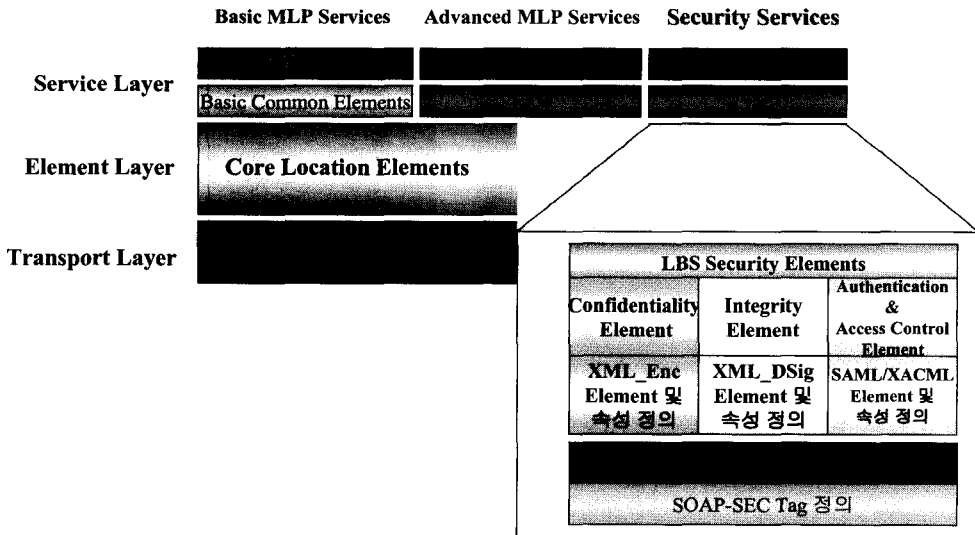 Basic MLP Services
Advanced MLP Services
Security Services
Service Layer
Basic Common Elements
Element Layer
Core Location Elements
Transport Layer
LBS Security Elements
Confidentiality
Element
Integrity
Element
Authentication
&
Access Control
Element
XML_Enc
Element 및
속성 정의
XML_DSig
Element 및
속성 정의
SAML/XACML
Element 및
속성 정의
SOAP-SEC Tag 정의